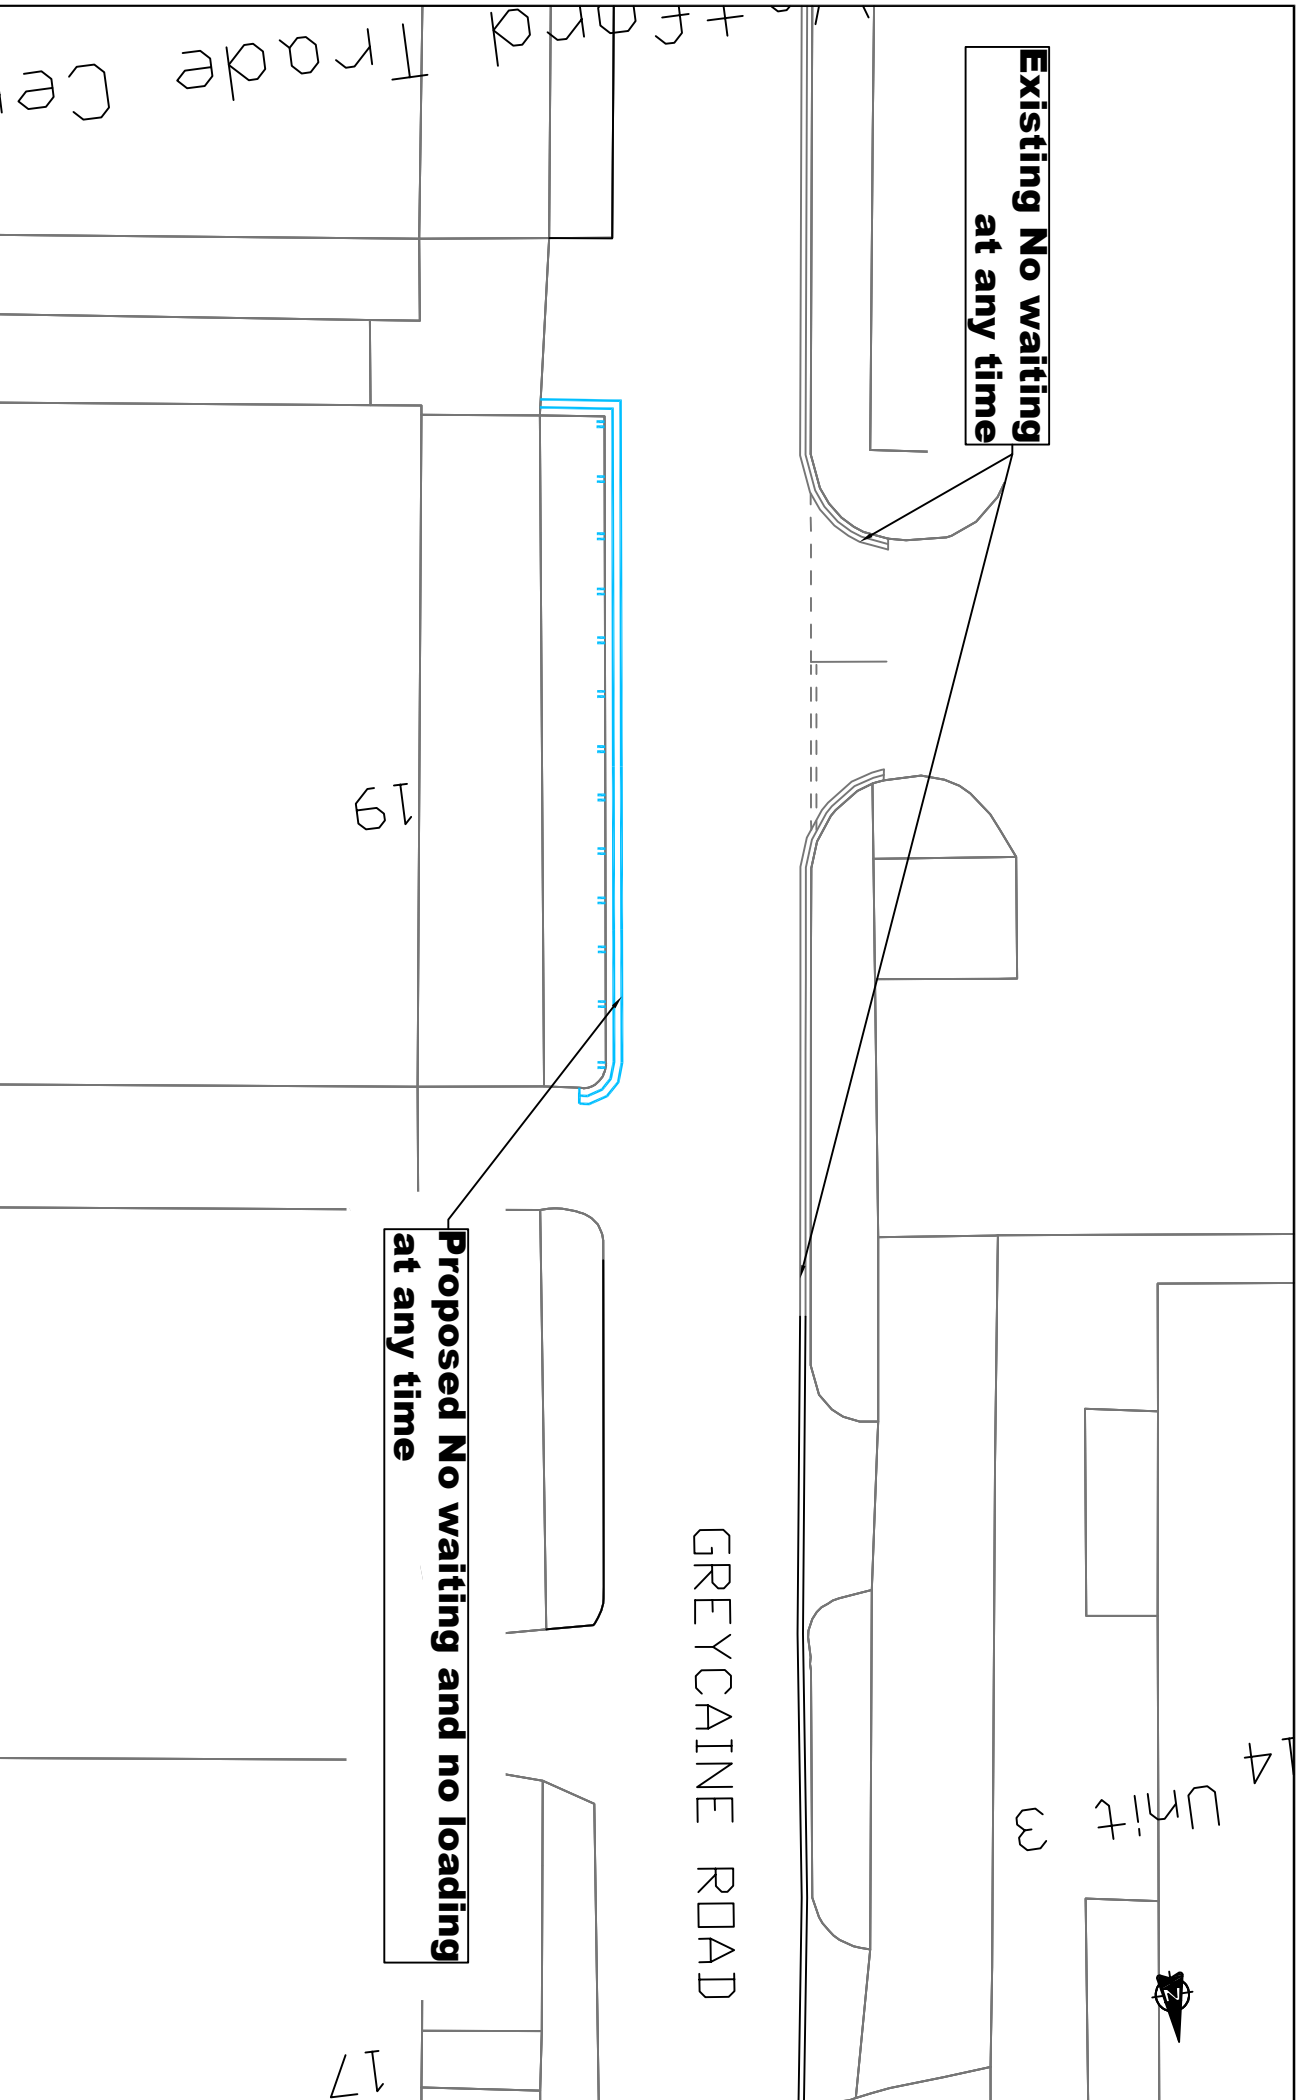 Existing No waiting
at any time
Trade
19
Proposed No waiting and no loading
at any time
GREYCAINE ROAD
14
Unit 3
17
N